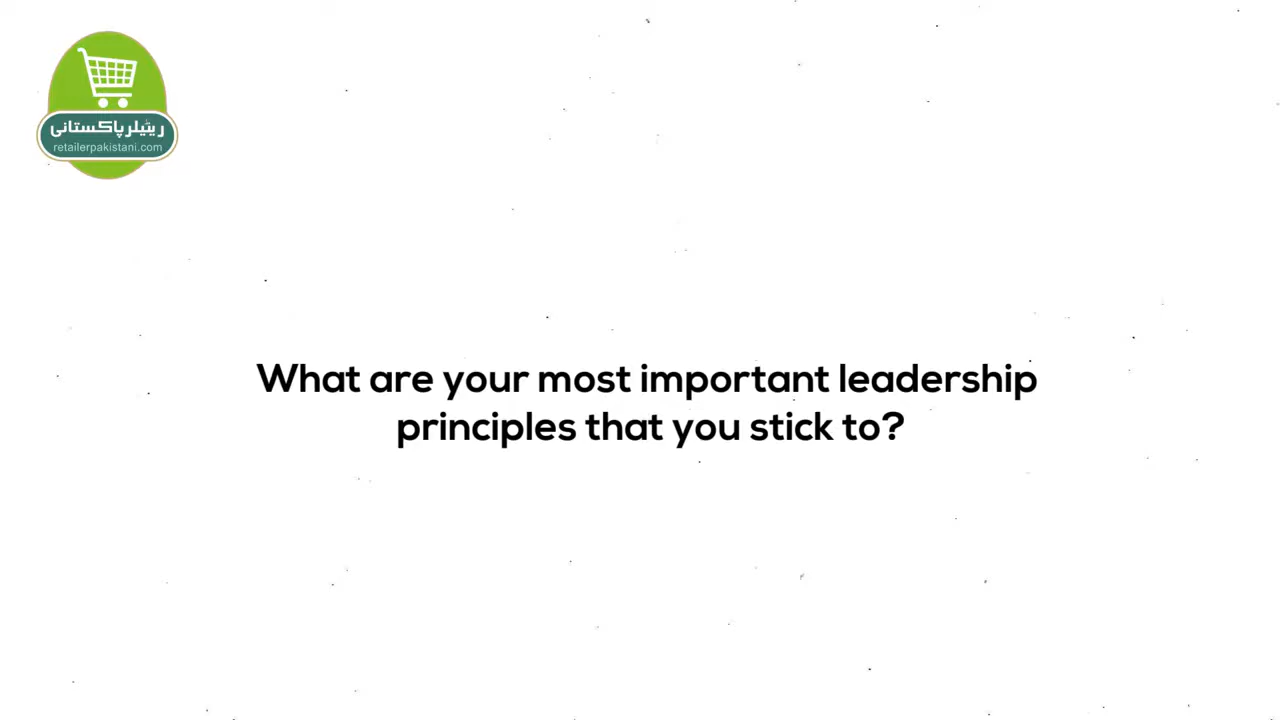 ریٹیلر پاکستانی
retailerpakistani.com
What are your most important leadership
principles that you stick to?